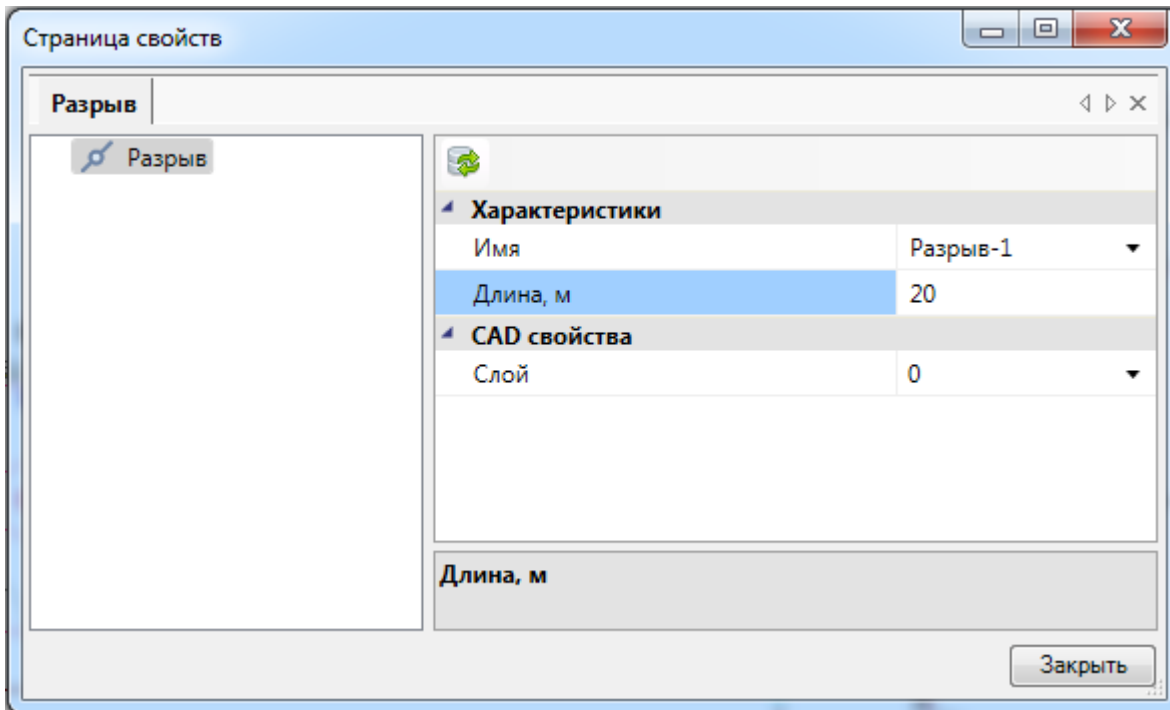 Страница свойств
Разрыв
Разрыв
Характеристики
Имя Разрыв-1
Длина, м 20
CAD свойства
Слой 0
Длина, м
Закрыть